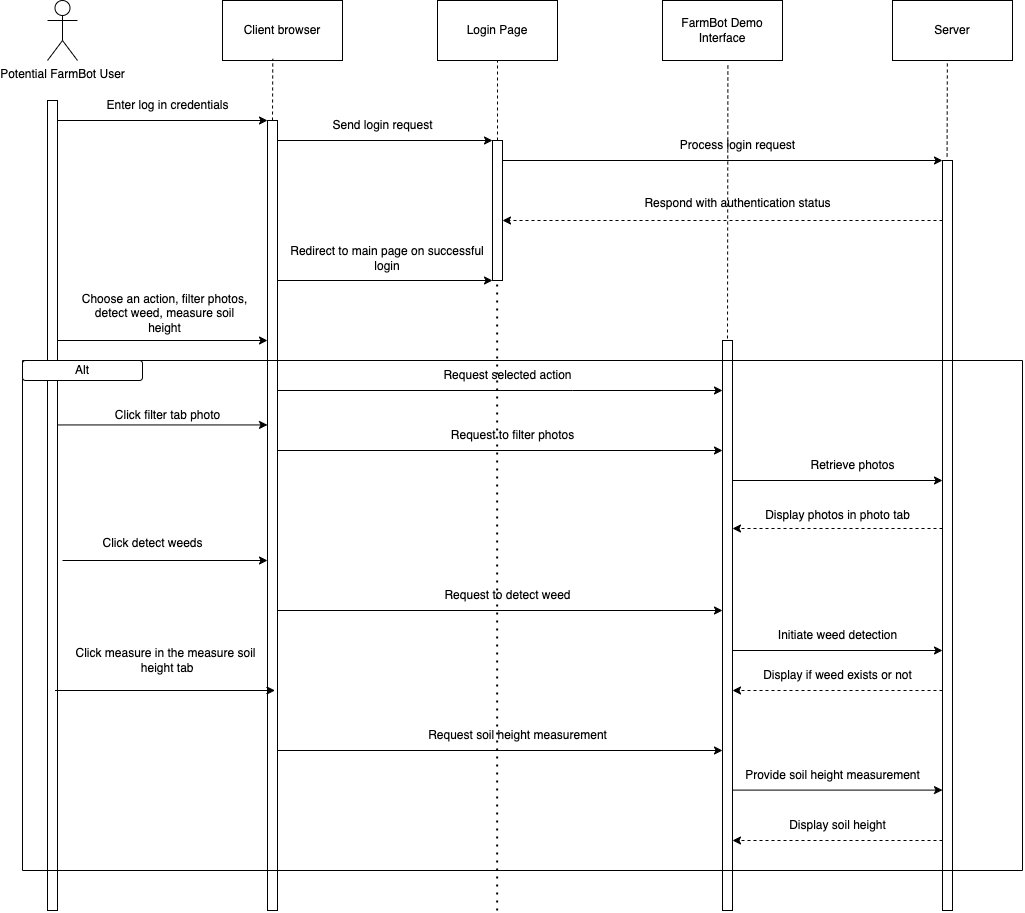 Client browser
Login Page
FarmBot Demo
Interface
Server
Potential FarmBot User
Enter log in credentials
Send login request
Process login request
Respond with authentication status
Redirect to main page on successful
login
Choose an action, filter photos,
detect weed, measure soil
height
Alt
Request selected action
Click filter tab photo
Request to filter photos
Retrieve photos
Display photos in photo tab
Click detect weeds
Request to detect weed
Initiate weed detection
Click measure in the measure soil
height tab
Display if weed exists or not
Request soil height measurement
Provide soil height measurement
Display soil height